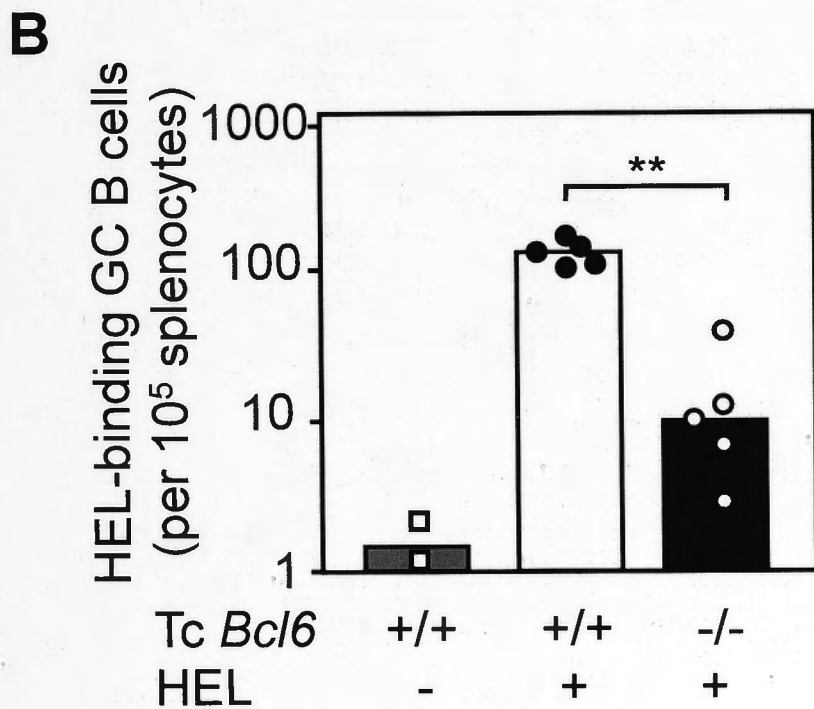 B
HEL-binding GC B cells
(per 10⁵ splenocytes)
1000
100
10
1
**
Tc Bcl6 +/+ +/+ -/-
HEL - + +